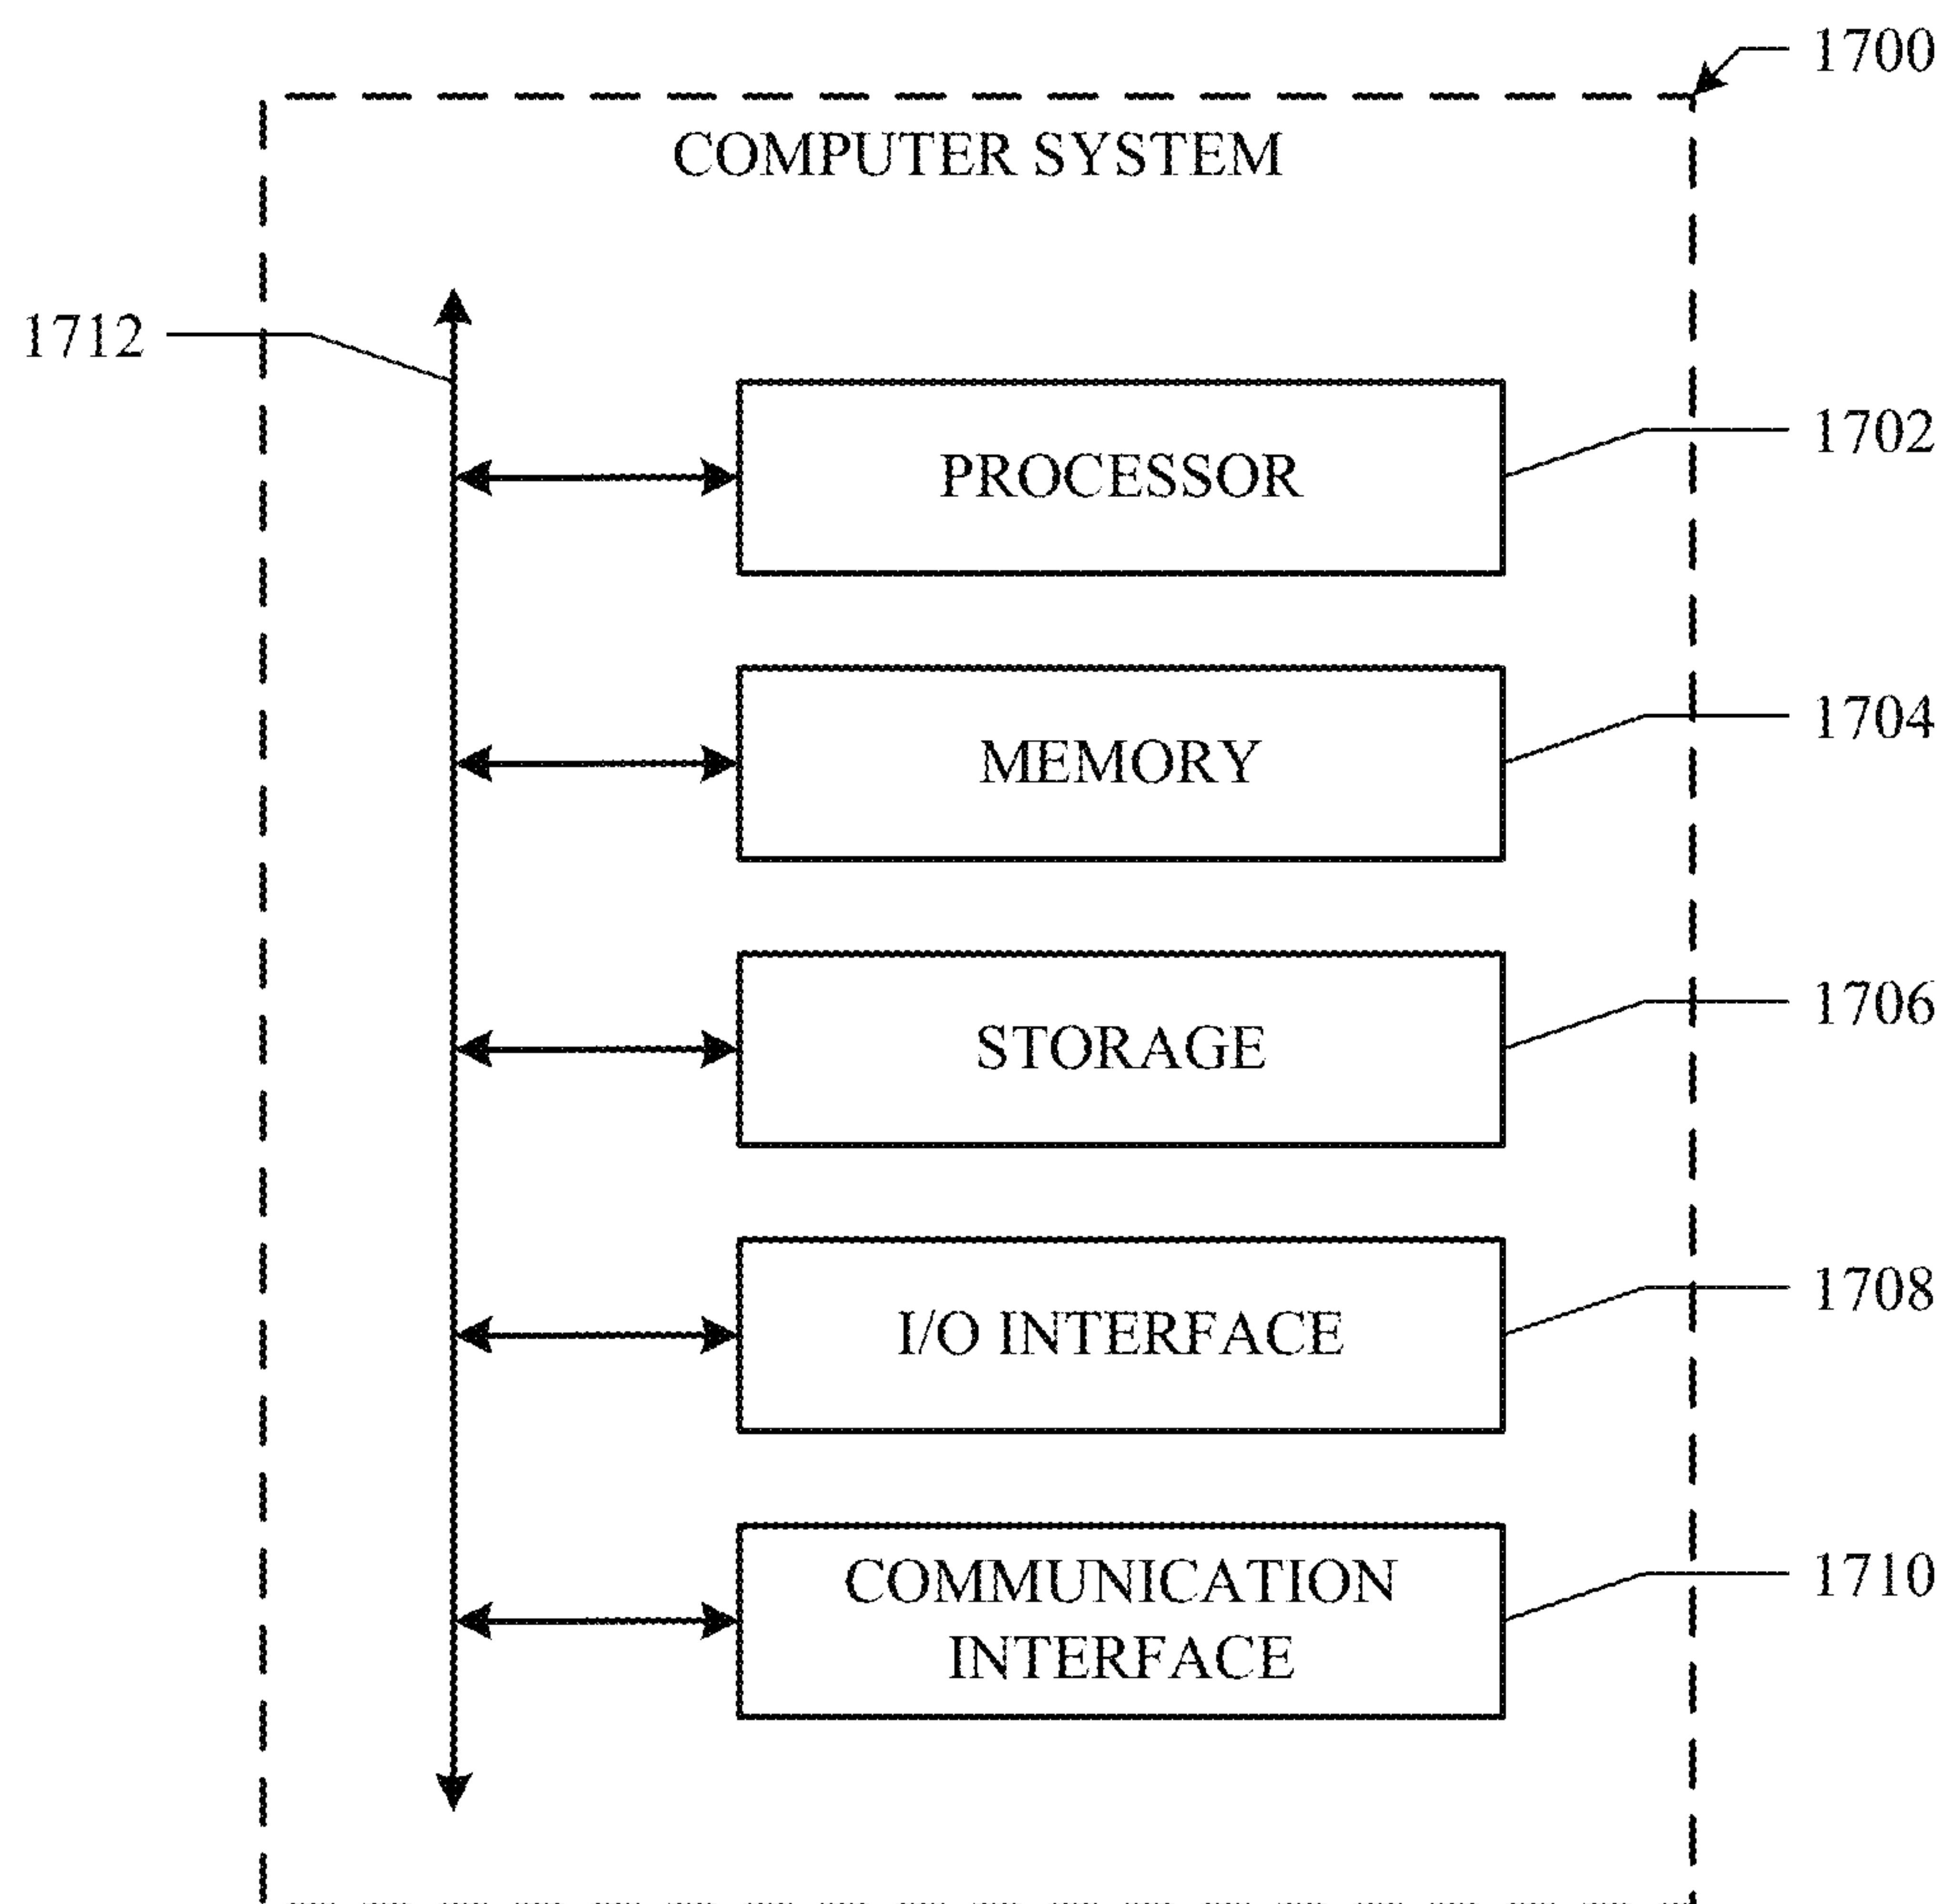 1700
COMPUTER SYSTEM
1712
1702
PROCESSOR
1704
MEMORY
1706
STORAGE
1708
I/O INTERFACE
1710
COMMUNICATION
INTERFACE